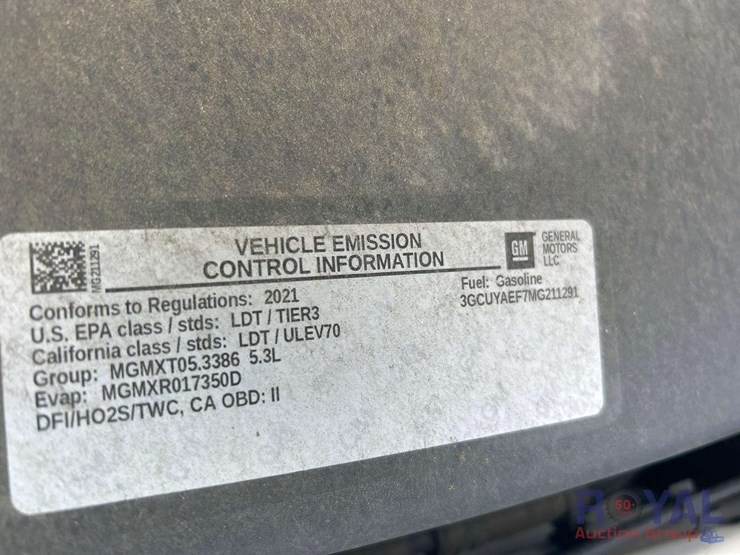 MG211291
VEHICLE EMISSION
CONTROL INFORMATION
GM
GENERAL
MOTORS
LLC
Conforms to Regulations: 2021
U.S. EPA class / stds: LDT / TIER3
California class / stds: LDT / ULEV70
Group: MGMXT05.3386 5.3L
Evap: MGMXR017350D
DFI/HO2S/TWC, CA OBD: II
Fuel: Gasoline
3GCUYAEF7MG211291
ROYAL
50
Auction Group